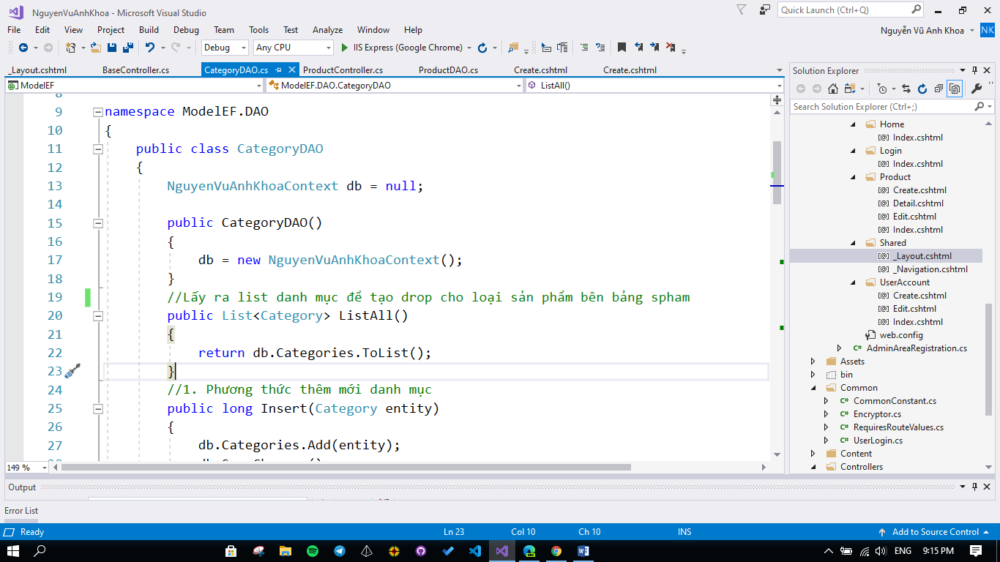 NguyenVuAnhKhoa - Microsoft Visual Studio
Quick Launch (Ctrl+Q)
File Edit View Project Build Debug Team Tools Test Analyze Window Help
Nguyễn Vũ Anh Khoa NK
Debug Any CPU IIS Express (Google Chrome)
_Layout.cshtml BaseController.cs CategoryDAO.cs ProductController.cs ProductDAO.cs Create.cshtml Create.cshtml
ModelEF ModelEF.DAO.CategoryDAO ListAll()
8
9 namespace ModelEF.DAO
10 {
11 public class CategoryDAO
12 {
13 NguyenVuAnhKhoaContext db = null;
14
15 public CategoryDAO()
16 {
17 db = new NguyenVuAnhKhoaContext();
18 }
19 //Lấy ra list danh mục để tạo drop cho loại sản phẩm bên bảng spham
20 public List<Category> ListAll()
21 {
22 return db.Categories.ToList();
23 }
24 //1. Phương thức thêm mới danh mục
25 public long Insert(Category entity)
26 {
27 db.Categories.Add(entity);
149 %
Solution Explorer
Search Solution Explorer (Ctrl+;)
Home
Index.cshtml
Login
Index.cshtml
Product
Create.cshtml
Detail.cshtml
Edit.cshtml
Index.cshtml
Shared
_Layout.cshtml
_Navigation.cshtml
UserAccount
Create.cshtml
Edit.cshtml
Index.cshtml
web.config
C# AdminAreaRegistration.cs
Assets
bin
Common
C# CommonConstant.cs
C# Encryptor.cs
C# RequiresRouteValues.cs
C# UserLogin.cs
Content
Controllers
Output
Error List
Ready Ln 23 Col 10 Ch 10 INS Add to Source Control
ENG 9:15 PM